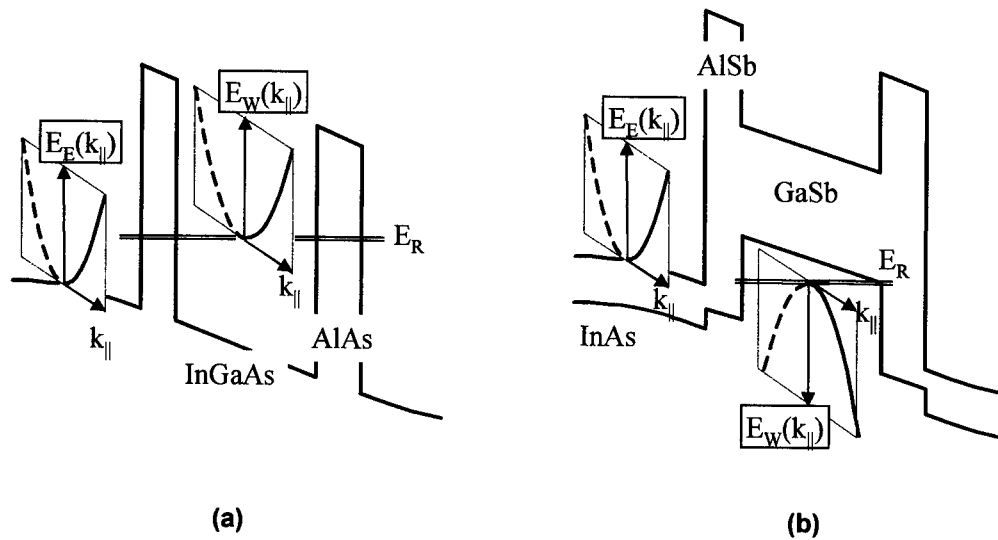 E_E(k_||)
E_W(k_||)
E_R
k_||
k_||
AlAs
InGaAs
(a)
AlSb
E_E(k_||)
GaSb
E_R
k_||
k_||
InAs
E_W(k_||)
(b)